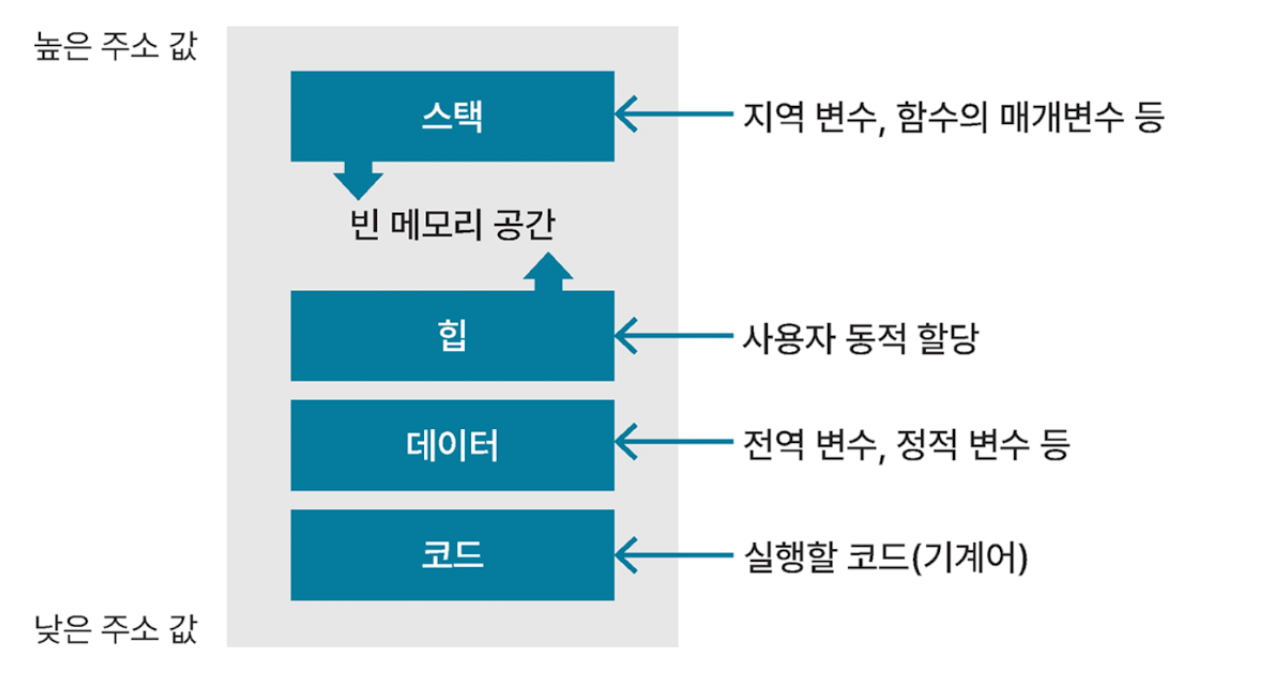 높은 주소 값
스택
지역 변수, 함수의 매개변수 등
빈 메모리 공간
힙
사용자 동적 할당
데이터
전역 변수, 정적 변수 등
코드
실행할 코드(기계어)
낮은 주소 값